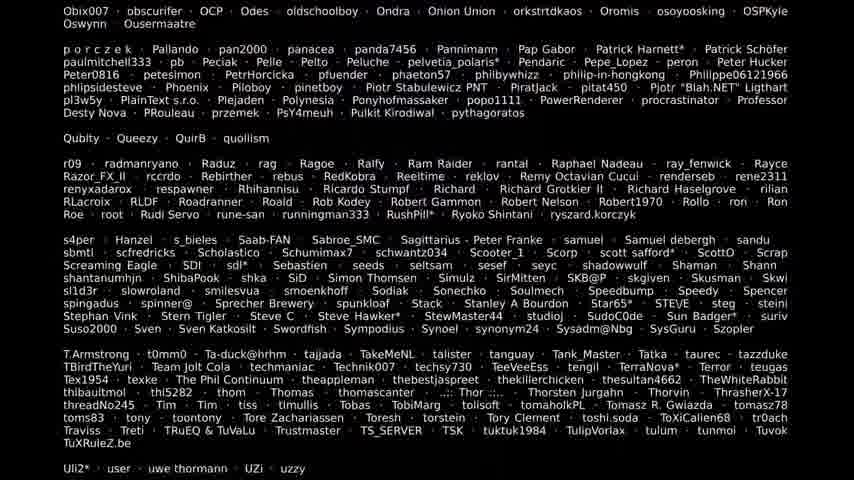 Obix007 · obscurifer · OCP · Odes · oldschoolboy · Ondra · Onion Union · orkstrtdkaos · Oromis · osoyoosking · OSPKyle
Oswynn · Ousermaatre
p o r c z e k · Pallando · pan2000 · panacea · panda7456 · Pannimann · Pap Gabor · Patrick Harnett* · Patrick Schöfer
paulmitchell333 · pb · Peciak · Pelle · Pelto · Peluche · pelvetia_polaris* · Pendaric · Pepe_Lopez · peron · Peter Hucker
Peter0816 · petesimon · PetrHorcicka · pfuender · phaeton57 · philbywhizz · philip-in-hongkong · Philippe06121966
phlipsidesteve · Phoenix · Piloboy · pinetboy · Piotr Stabulewicz PNT · PiratJack · pitat450 · Pjotr "Blah.NET" Ligthart
pl3w5y · PlainText s.r.o. · Plejaden · Polynesia · Ponyhofmassaker · popo1111 · PowerRenderer · procrastinator · Professor
Desty Nova · PRouleau · przemek · PsY4meuh · Pulkit Kirodiwal · pythagoratos
Qubity · Queezy · QuirB · quollism
r09 · radmanryano · Raduz · rag · Ragoe · Ralfy · Ram Raider · rantal · Raphael Nadeau · ray_fenwick · Rayce
Razor_FX_II · rccrdo · Rebirther · rebus · RedKobra · Reeltime · reklov · Remy Octavian Cucui · renderseb · rene2311
renyxadarox · respawner · Rhihannisu · Ricardo Stumpf · Richard · Richard Grotkier II · Richard Haselgrove · rilian
RLacroix · RLDF · Roadranner · Roald · Rob Kodey · Robert Gammon · Robert Nelson · Robert1970 · Rollo · ron · Ron
Roe · root · Rudi Servo · rune-san · runningman333 · RushPill* · Ryoko Shintani · ryszard.korczyk
s4per · Hanzel · s_bieles · Saab-FAN · Sabroe_SMC · Sagittarius - Peter Franke · samuel · Samuel debergh · sandu
sbmtl · scfredricks · Scholastico · Schumimax7 · schwantz034 · Scooter_1 · Scorp · scott safford* · ScottO · Scrap
Screaming Eagle · SDI · sdl* · Sebastien · seeds · seltsam · sesef · seyc · shadowwulf · Shaman · Shann
shantanumhjn · ShibaPook · shka · SiD · Simon Thomsen · Simulz · SirMitten · SKB@P · skgiven · Skusman · Skwi
sl1d3r · slowroland · smilesvua · smoenkhoff · Sodiak · Sonechko · Soulmech · Speedbump · Speedy · Spencer
spingadus · spinner@ · Sprecher Brewery · spunkloaf · Stack · Stanley A Bourdon · Star65* · STE\/E · steg · steini
Stephan Vink · Stern Tigler · Steve C · Steve Hawker* · StewMaster44 · studioj · SudoC0de · Sun Badger* · suriv
Suso2000 · Sven · Sven Katkosilt · Swordfish · Sympodius · Synoel · synonym24 · Sysadm@Nbg · SysGuru · Szopler
T.Armstrong · t0mm0 · Ta-duck@hrhm · tajjada · TakeMeNL · talister · tanguay · Tank_Master · Tatka · taurec · tazzduke
TBirdTheYuri · Team Jolt Cola · techmaniac · Technik007 · techsy730 · TeeVeeEss · tengil · TerraNova* · Terror · teugas
Tex1954 · texke · The Phil Continuum · theappleman · thebestjaspreet · thekillerchicken · thesultan4662 · TheWhiteRabbit
thibaultmol · thl5282 · thom · Thomas · thomascanter · ..:: Thor ::.. · Thorsten Jurgahn · Thorvin · ThrasherX-17
threadNo245 · Tim · Tim · tiss · tlmullis · Tobas · TobiMarg · tolisoft · tomaholkPL · Tomasz R. Gwiazda · tomasz78
toms83 · tony · toontony · Tore Zachariassen · Toresh · torstein · Tory Clement · toshi.soda · ToXiCalien68 · tr0ach
Traviss · Treti · TRuEQ & TuVaLu · Trustmaster · TS_SERVER · TSK · tuktuk1984 · TulipVorlax · tulum · tunmoi · Tuvok
TuXRuleZ.be
Uli2* · user · uwe thormann · UZi · uzzy